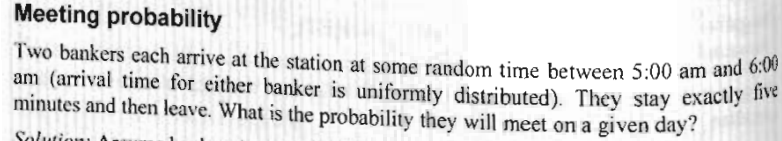 Meeting probability
Two bankers each arrive at the station at some random time between 5:00 am and 6:00
am (arrival time for either banker is uniformly distributed). They stay exactly five
minutes and then leave. What is the probability they will meet on a given day?
Solution: